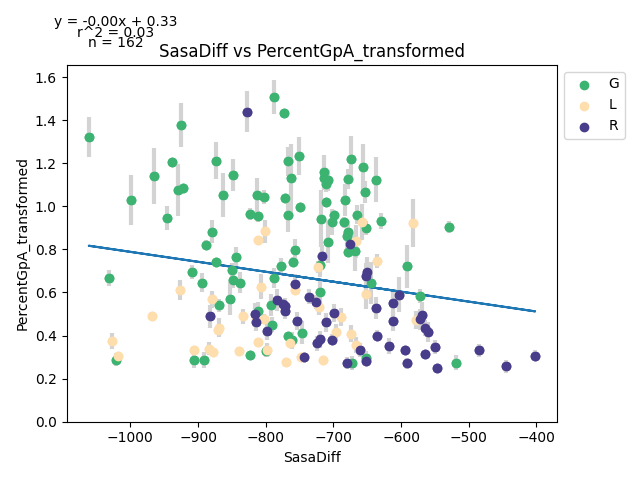 y = -0.00x + 0.33
r^2 = 0.03
n = 162
SasaDiff vs PercentGpA_transformed
G
L
R
PercentGpA_transformed
1.6
1.4
1.2
1.0
0.8
0.6
0.4
0.2
0.0
−1000
−900
−800
−700
−600
−500
−400
SasaDiff